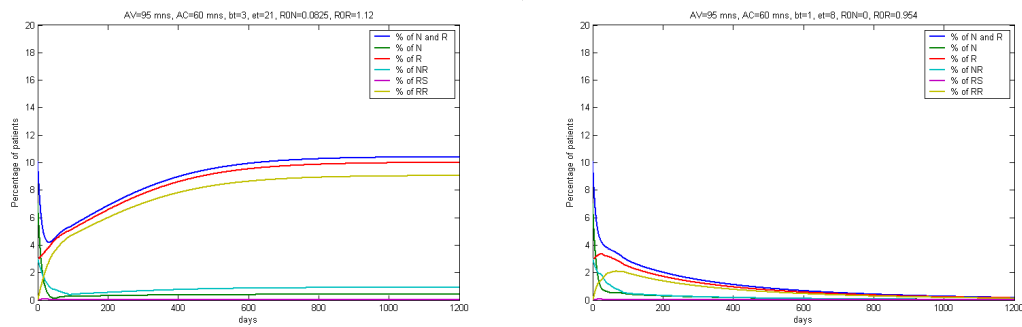 AV=95 mns, AC=60 mns, bt=3, et=21, R0N=0.0825, R0R=1.12
20
18
16
14
12
10
8
6
4
2
0
Percentage of patients
0 200 400 600 800 1000 1200
days
% of N and R
% of N
% of R
% of NR
% of RS
% of RR
AV=95 mns, AC=60 mns, bt=1, et=8, R0N=0, R0R=0.954
20
18
16
14
12
10
8
6
4
2
0
Percentage of patients
0 200 400 600 800 1000 1200
days
% of N and R
% of N
% of R
% of NR
% of RS
% of RR